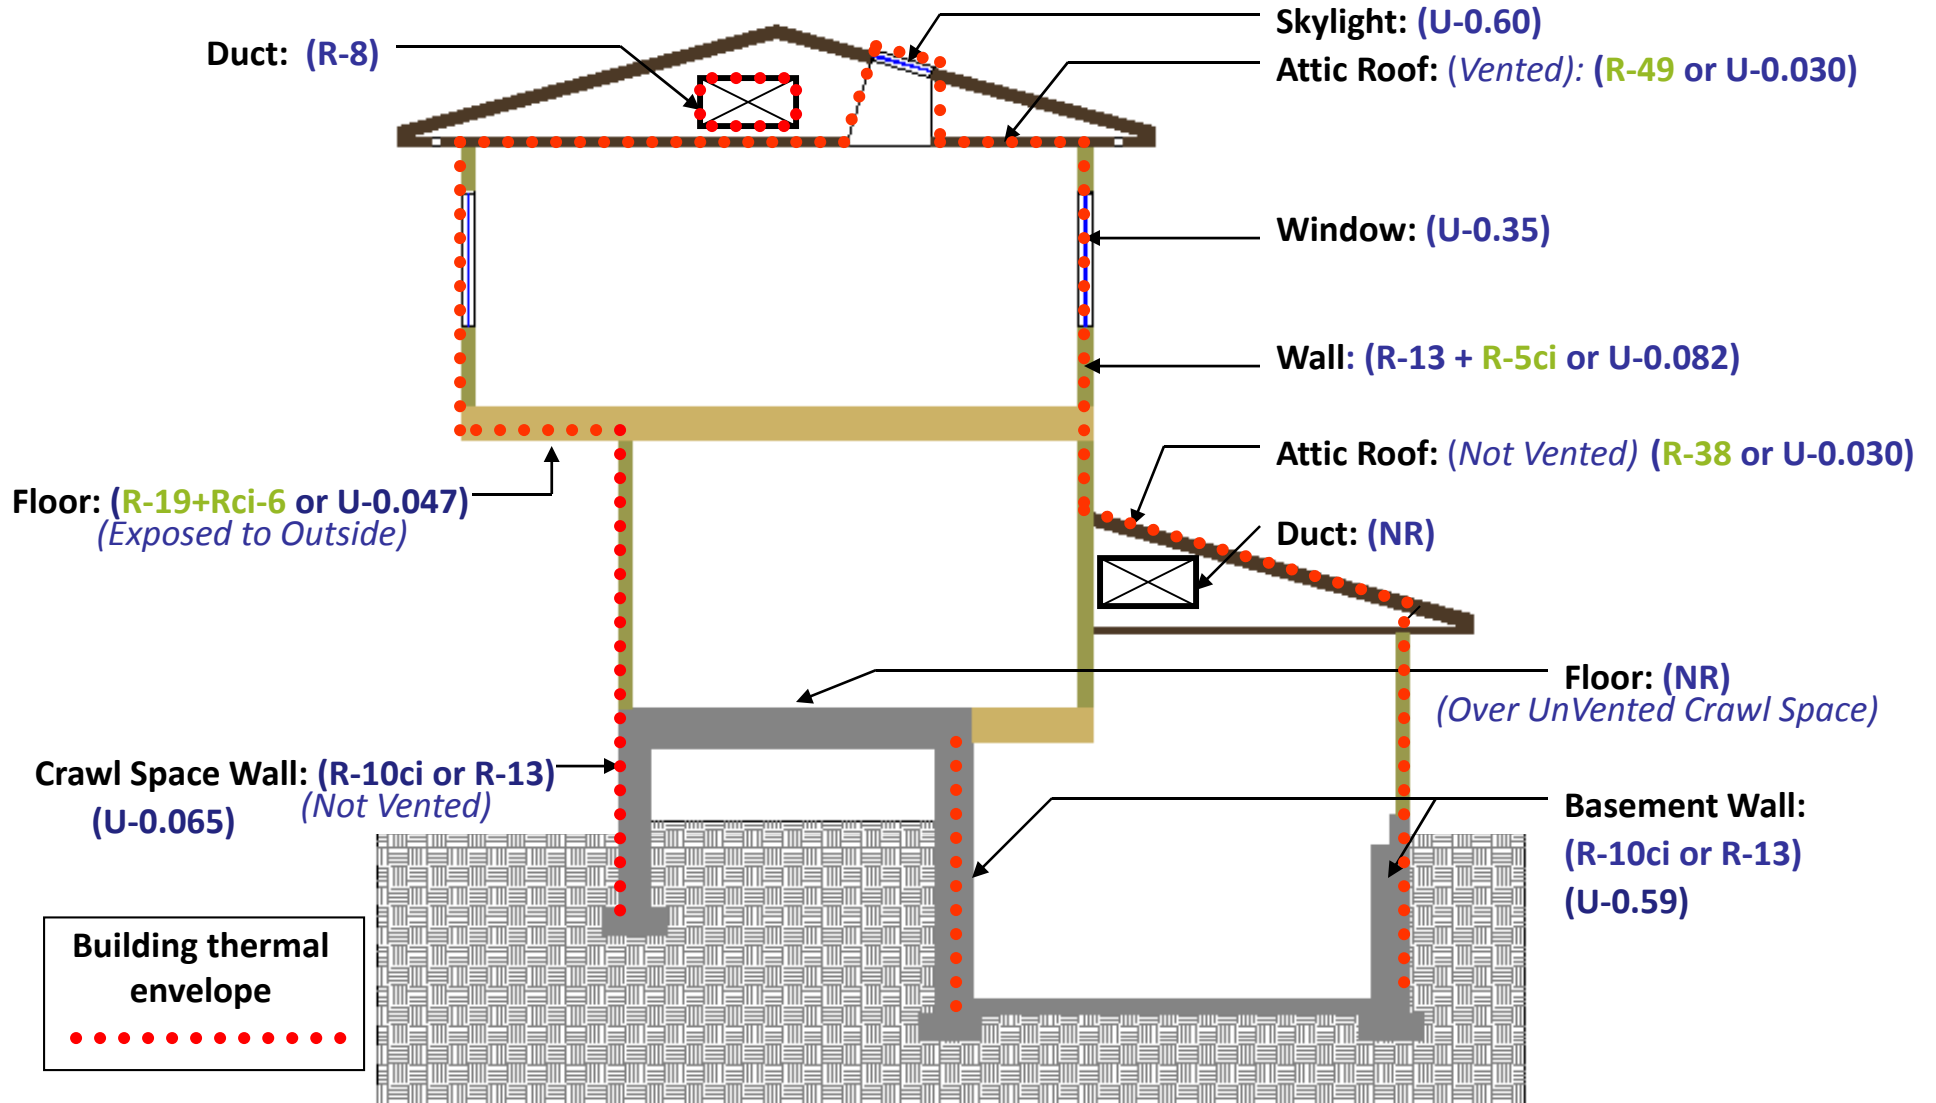 Duct: (R-8)
Skylight: (U-0.60)
Attic Roof: (Vented): (R-49 or U-0.030)
Window: (U-0.35)
Wall: (R-13 + R-5ci or U-0.082)
Attic Roof: (Not Vented) (R-38 or U-0.030)
Floor: (R-19+Rci-6 or U-0.047)
(Exposed to Outside)
Duct: (NR)
Floor: (NR)
(Over UnVented Crawl Space)
Crawl Space Wall: (R-10ci or R-13)
(Not Vented)
(U-0.065)
Basement Wall:
(R-10ci or R-13)
(U-0.59)
Building thermal
envelope